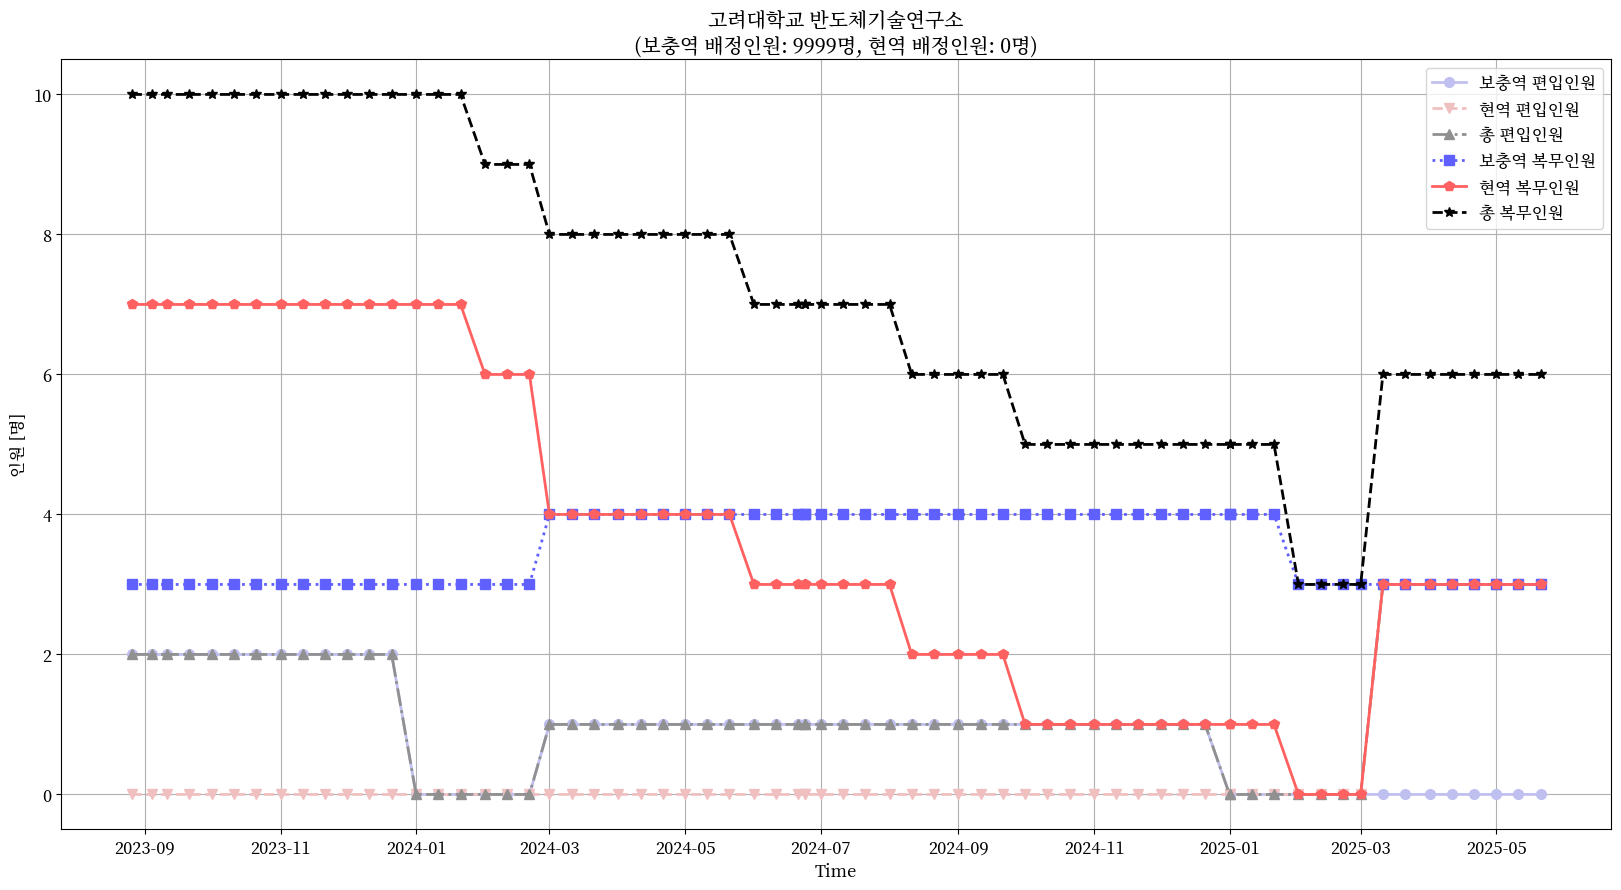 고려대학교 반도체기술연구소
(보충역 배정인원: 9999명, 현역 배정인원: 0명)
보충역 편입인원
현역 편입인원
총 편입인원
보충역 복무인원
현역 복무인원
총 복무인원
인원 [명]
10
8
6
4
2
0
2023-09 2023-11 2024-01 2024-03 2024-05 2024-07 2024-09 2024-11 2025-01 2025-03 2025-05
Time